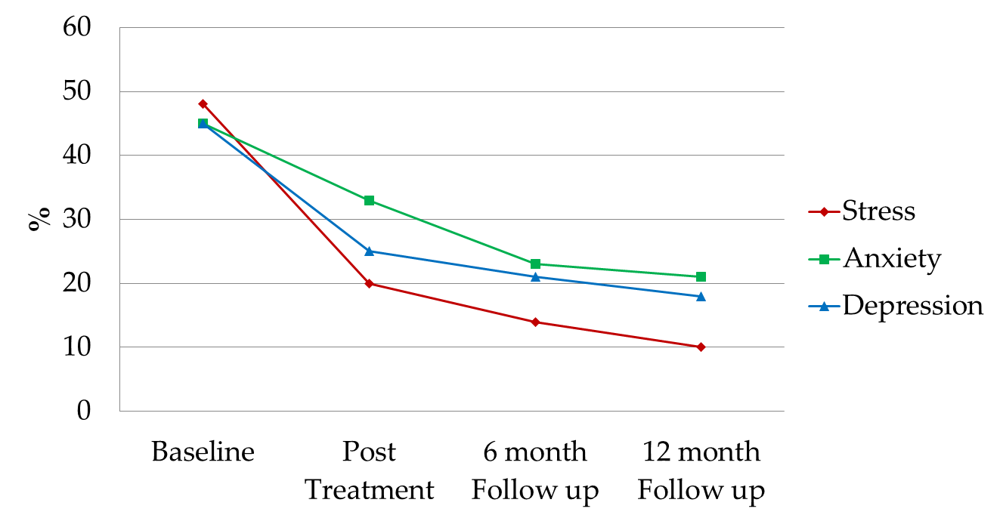 60
50
40
30
20
10
0
%
Baseline
Post
Treatment
6 month
Follow up
12 month
Follow up
Stress
Anxiety
Depression